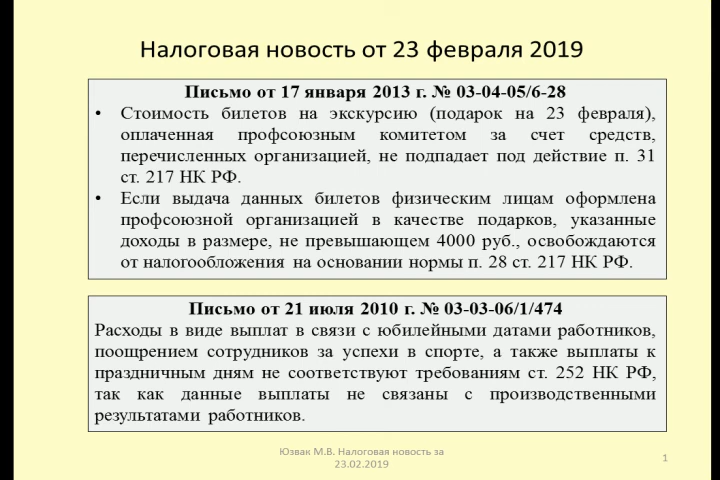 Налоговая новость от 23 февраля 2019
Письмо от 17 января 2013 г. № 03-04-05/6-28
• Стоимость билетов на экскурсию (подарок на 23 февраля),
оплаченная профсоюзным комитетом за счет средств,
перечисленных организацией, не подпадает под действие п. 31
ст. 217 НК РФ.
• Если выдача данных билетов физическим лицам оформлена
профсоюзной организацией в качестве подарков, указанные
доходы в размере, не превышающем 4000 руб., освобождаются
от налогообложения на основании нормы п. 28 ст. 217 НК РФ.
Письмо от 21 июля 2010 г. № 03-03-06/1/474
Расходы в виде выплат в связи с юбилейными датами работников,
поощрением сотрудников за успехи в спорте, а также выплаты к
праздничным дням не соответствуют требованиям ст. 252 НК РФ,
так как данные выплаты не связаны с производственными
результатами работников.
Юзвак М.В. Налоговая новость за
23.02.2019
1